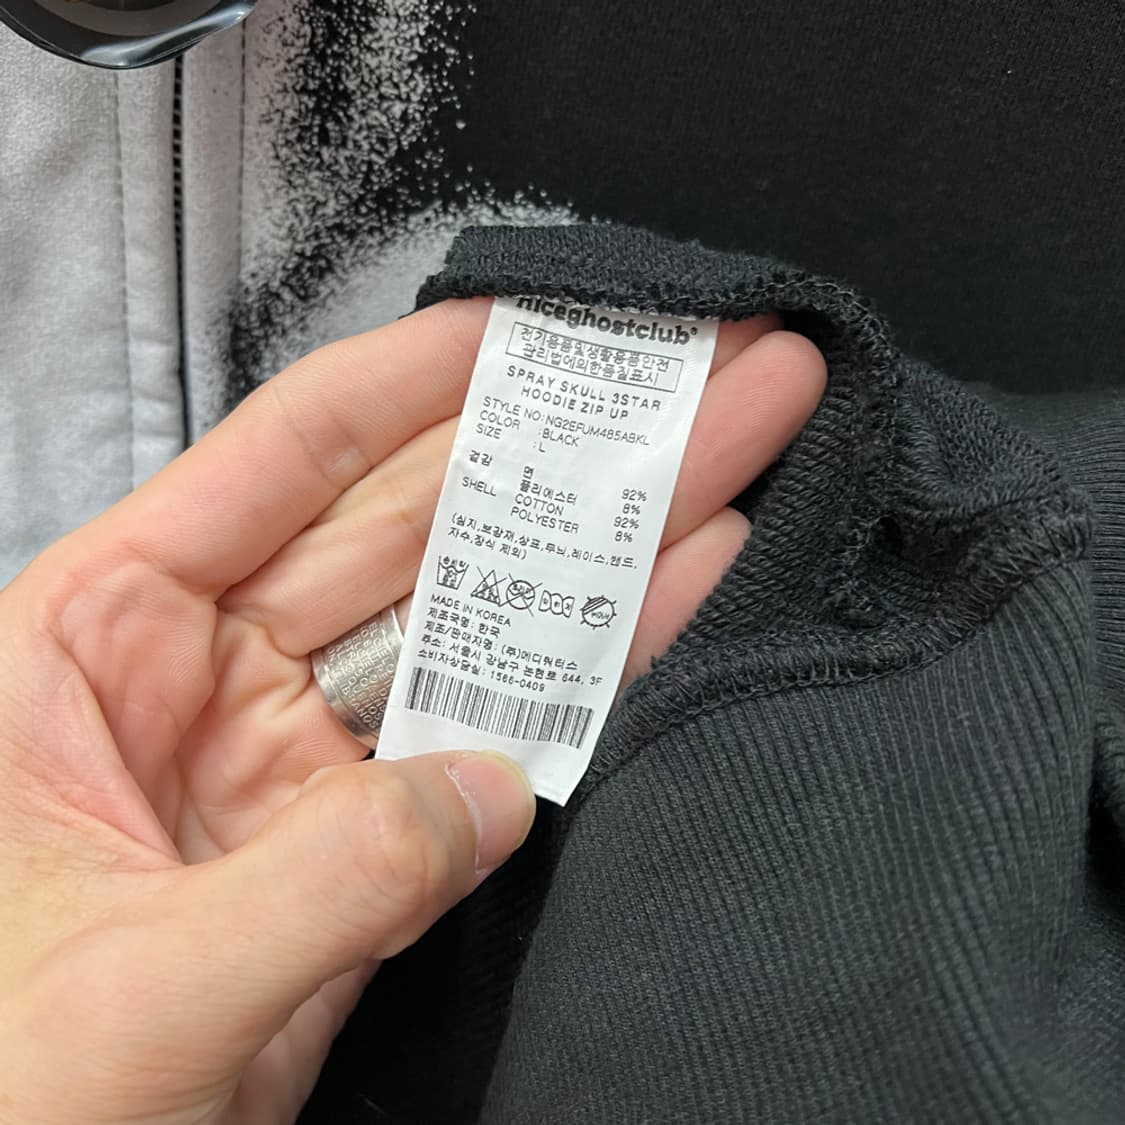 niceghostclub®
전기용품및생활용품안전
관리법에의한품질표시
SPRAY SKULL 3STAR
HOODIE ZIP UP
STYLE NO: NG2EFUM485ABKL
COLOR :BLACK
SIZE : L
겉감 면 92%
폴리에스터 8%
SHELL COTTON 92%
POLYESTER 8%
(심지,보강재,상표,무늬,레이스,밴드,
자수,장식 제외)
MADE IN KOREA
제조국명: 한국
제조/판매자명: (주)메디쿼터스
주소: 서울시 강남구 논현로 644, 3F
소비자상담실: 1566-0409